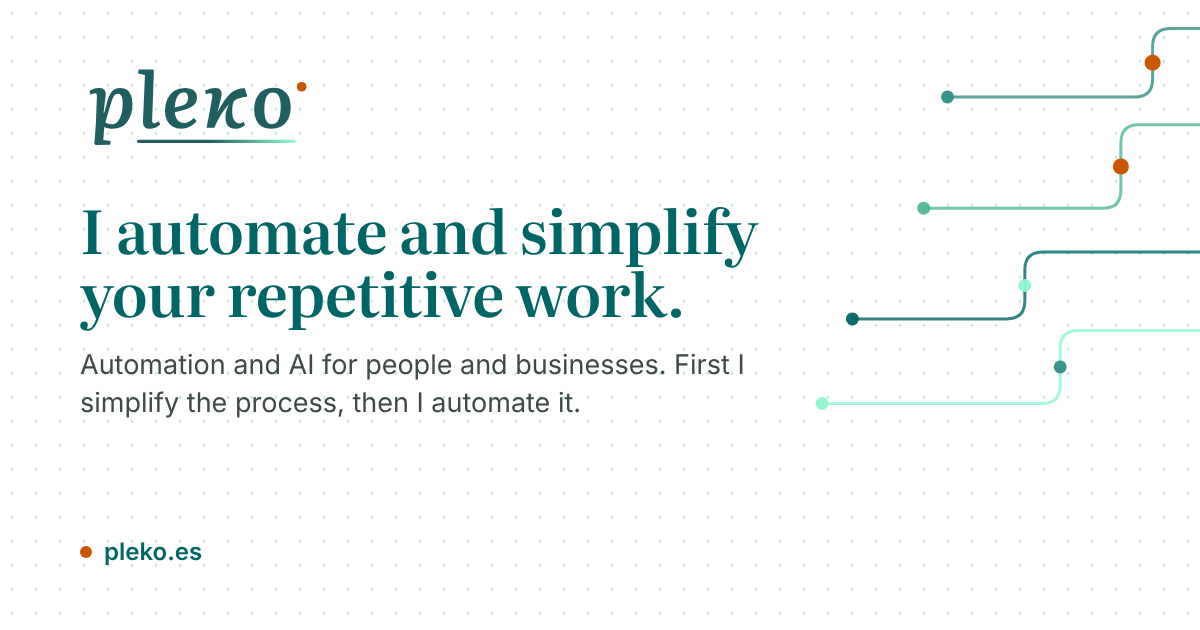 pleko
I automate and simplify
your repetitive work.
Automation and AI for people and businesses. First I
simplify the process, then I automate it.
pleko.es